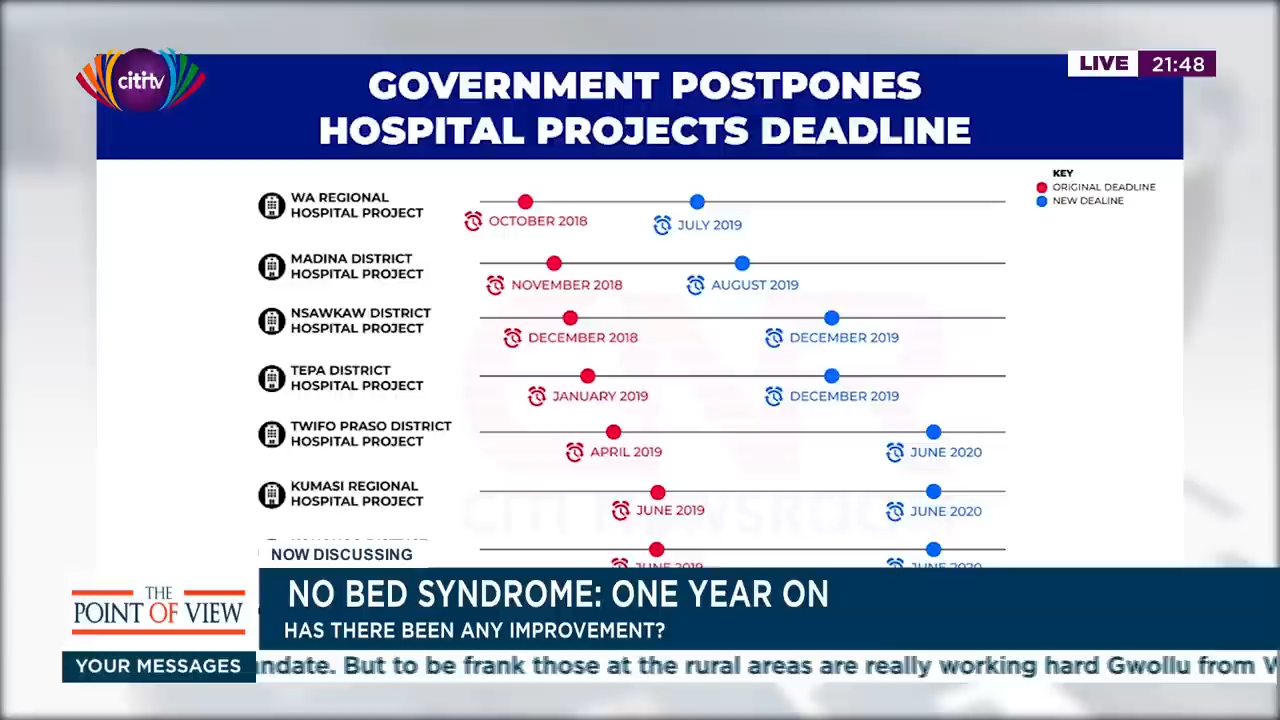 citi tv
LIVE 21:48
GOVERNMENT POSTPONES
HOSPITAL PROJECTS DEADLINE
KEY
ORIGINAL DEADLINE
NEW DEALINE
WA REGIONAL
HOSPITAL PROJECT
OCTOBER 2018
JULY 2019
MADINA DISTRICT
HOSPITAL PROJECT
NOVEMBER 2018
AUGUST 2019
NSAWKAW DISTRICT
HOSPITAL PROJECT
DECEMBER 2018
DECEMBER 2019
TEPA DISTRICT
HOSPITAL PROJECT
JANUARY 2019
DECEMBER 2019
TWIFO PRASO DISTRICT
HOSPITAL PROJECT
APRIL 2019
JUNE 2020
KUMASI REGIONAL
HOSPITAL PROJECT
JUNE 2019
JUNE 2020
JUNE 2019
JUNE 2020
NOW DISCUSSING
THE
POINT OF VIEW
NO BED SYNDROME: ONE YEAR ON
HAS THERE BEEN ANY IMPROVEMENT?
YOUR MESSAGES
ndate. But to be frank those at the rural areas are really working hard Gwollu from W